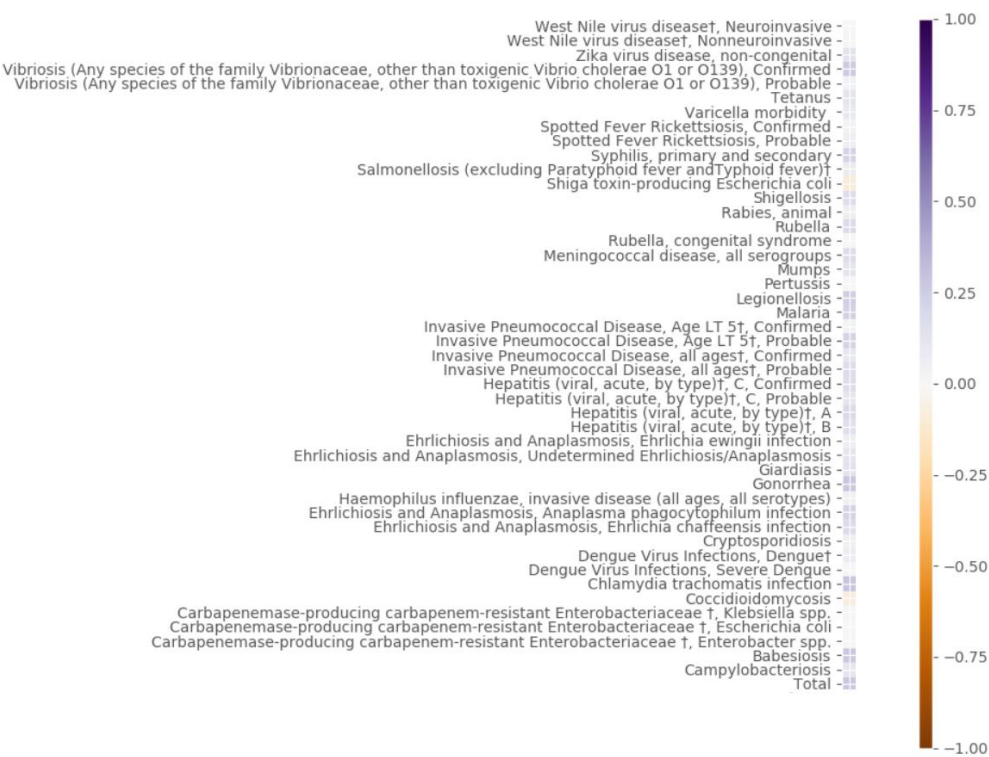 West Nile virus disease†, Neuroinvasive
West Nile virus disease†, Nonneuroinvasive
Zika virus disease, non-congenital
Vibriosis (Any species of the family Vibrionaceae, other than toxigenic Vibrio cholerae O1 or O139), Confirmed
Vibriosis (Any species of the family Vibrionaceae, other than toxigenic Vibrio cholerae O1 or O139), Probable
Tetanus
Varicella morbidity
Spotted Fever Rickettsiosis, Confirmed
Spotted Fever Rickettsiosis, Probable
Syphilis, primary and secondary
Salmonellosis (excluding Paratyphoid fever andTyphoid fever)†
Shiga toxin-producing Escherichia coli
Shigellosis
Rabies, animal
Rubella
Rubella, congenital syndrome
Meningococcal disease, all serogroups
Mumps
Pertussis
Legionellosis
Malaria
Invasive Pneumococcal Disease, Age LT 5†, Confirmed
Invasive Pneumococcal Disease, Age LT 5†, Probable
Invasive Pneumococcal Disease, all ages†, Confirmed
Invasive Pneumococcal Disease, all ages†, Probable
Hepatitis (viral, acute, by type)†, C, Confirmed
Hepatitis (viral, acute, by type)†, C, Probable
Hepatitis (viral, acute, by type)†, A
Hepatitis (viral, acute, by type)†, B
Ehrlichiosis and Anaplasmosis, Ehrlichia ewingii infection
Ehrlichiosis and Anaplasmosis, Undetermined Ehrlichiosis/Anaplasmosis
Giardiasis
Gonorrhea
Haemophilus influenzae, invasive disease (all ages, all serotypes)
Ehrlichiosis and Anaplasmosis, Anaplasma phagocytophilum infection
Ehrlichiosis and Anaplasmosis, Ehrlichia chaffeensis infection
Cryptosporidiosis
Dengue Virus Infections, Dengue†
Dengue Virus Infections, Severe Dengue
Chlamydia trachomatis infection
Coccidioidomycosis
Carbapenemase-producing carbapenem-resistant Enterobacteriaceae †, Klebsiella spp.
Carbapenemase-producing carbapenem-resistant Enterobacteriaceae †, Escherichia coli
Carbapenemase-producing carbapenem-resistant Enterobacteriaceae †, Enterobacter spp.
Babesiosis
Campylobacteriosis
Total
1.00
0.75
0.50
0.25
0.00
−0.25
−0.50
−0.75
−1.00